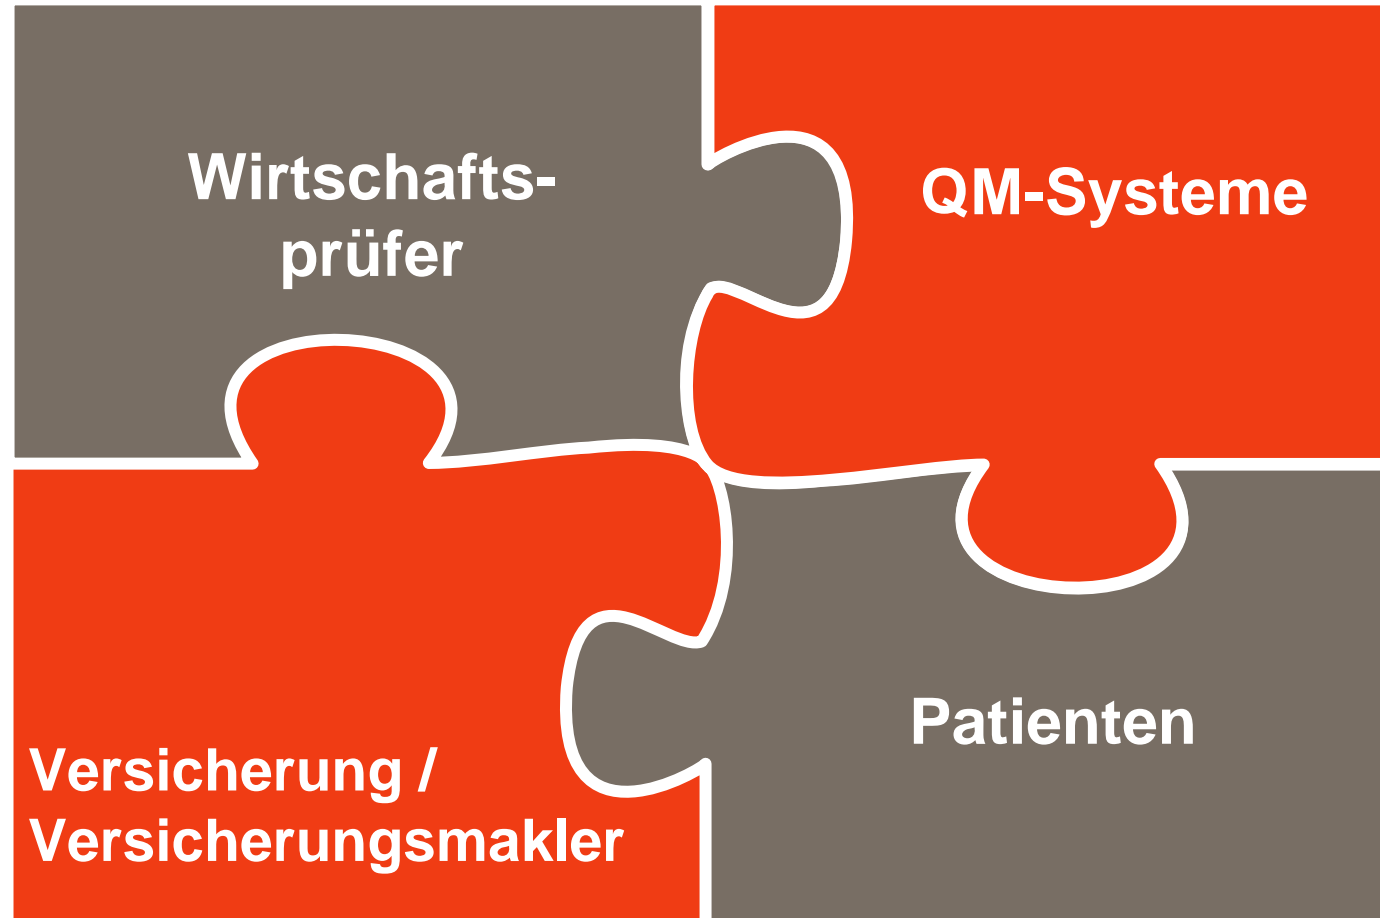 Wirtschafts-
prüfer
QM-Systeme
Versicherung /
Versicherungsmakler
Patienten